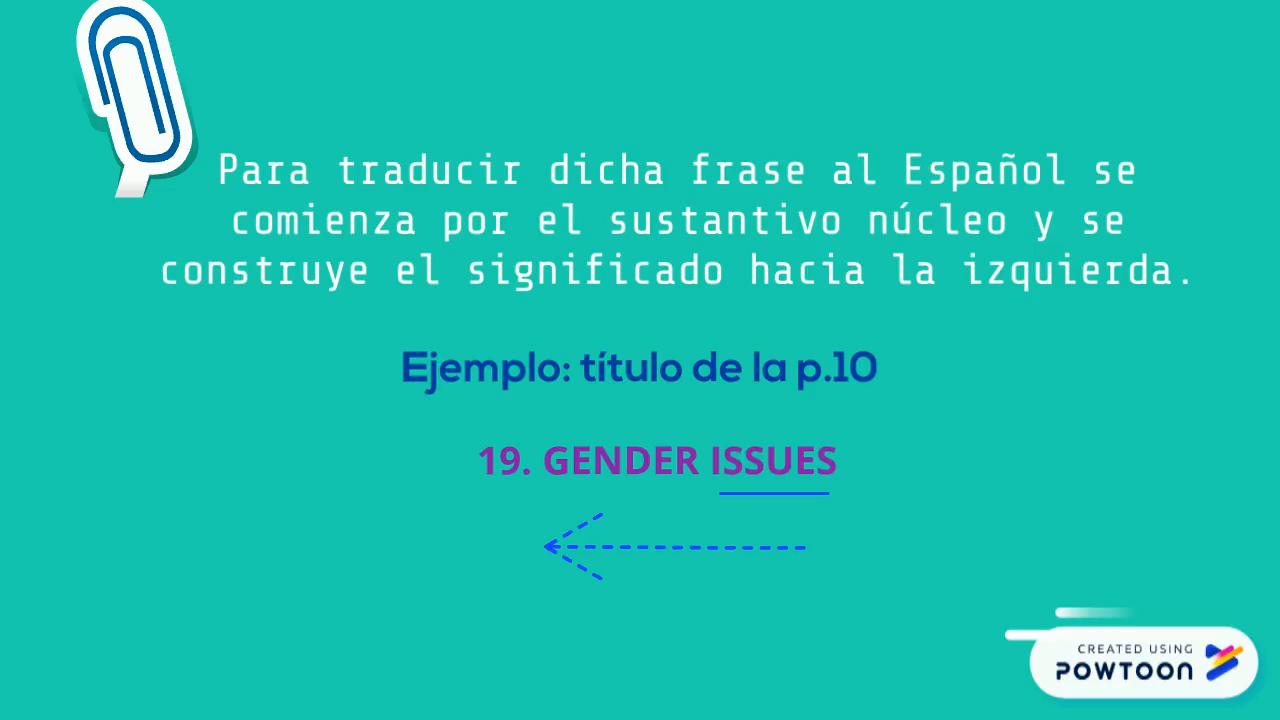 Para traducir dicha frase al Español se
comienza por el sustantivo núcleo y se
construye el significado hacia la izquierda.
Ejemplo: título de la p.10
19. GENDER ISSUES
CREATED USING
POWTOON